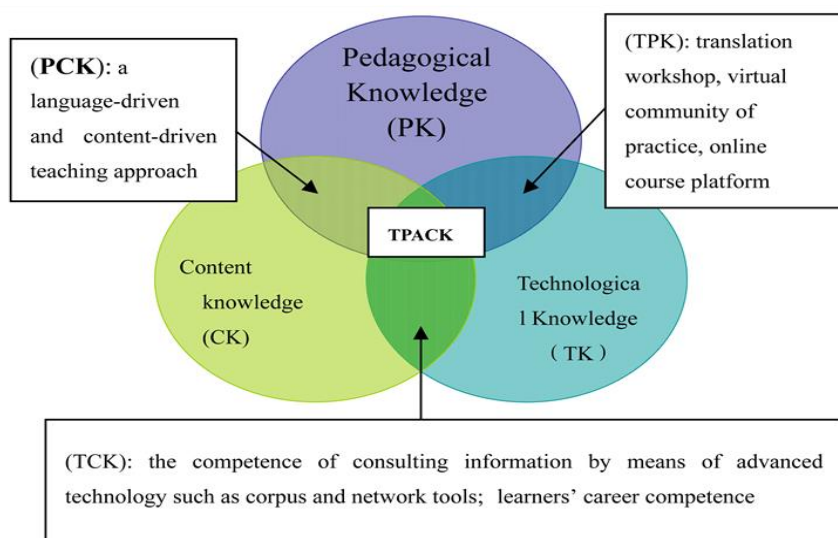 Pedagogical
Knowledge
(PK)
(PCK): a
language-driven
and content-driven
teaching approach
(TPK): translation
workshop, virtual
community of
practice, online
course platform
TPACK
Content
knowledge
(CK)
Technologica
l Knowledge
( TK )
(TCK): the competence of consulting information by means of advanced
technology such as corpus and network tools; learners’ career competence